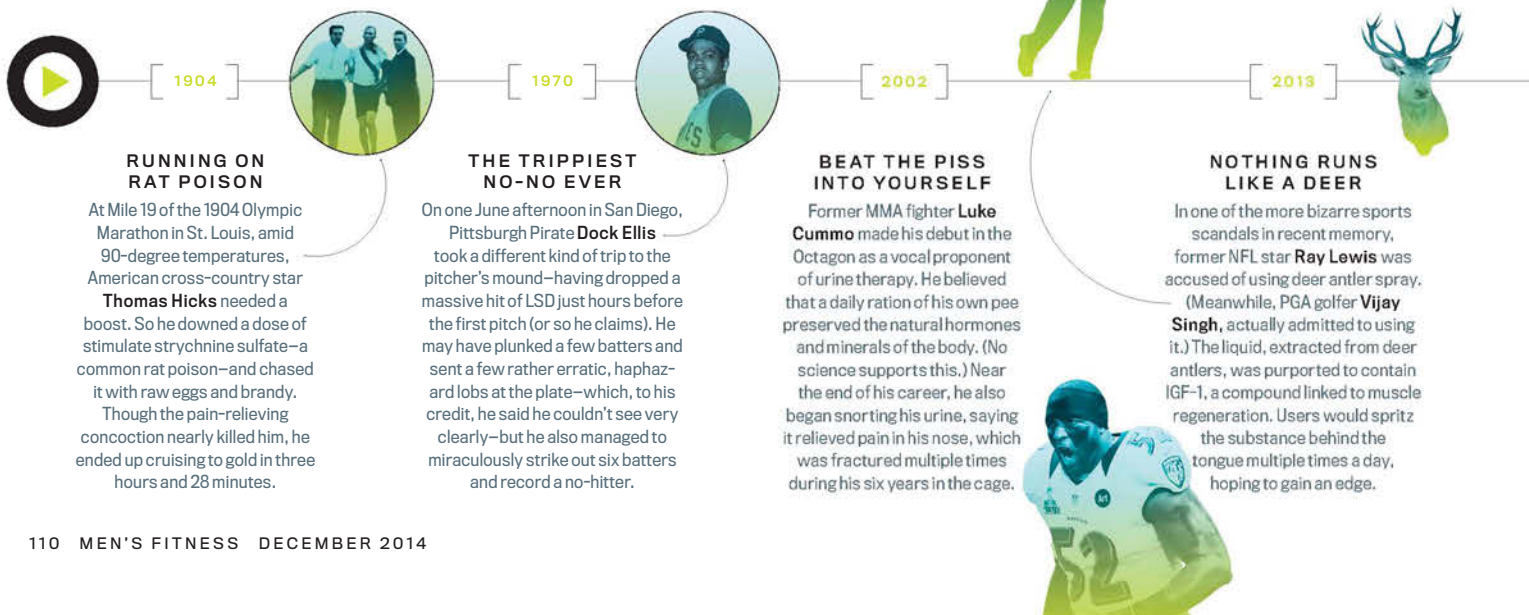 1904
RUNNING ON
RAT POISON
At Mile 19 of the 1904 Olympic
Marathon in St. Louis, amid
90-degree temperatures,
American cross-country star
Thomas Hicks needed a
boost. So he downed a dose of
stimulate strychnine sulfate—a
common rat poison—and chased
it with raw eggs and brandy.
Though the pain-relieving
concoction nearly killed him, he
ended up cruising to gold in three
hours and 28 minutes.
1970
THE TRIPPIEST
NO-NO EVER
On one June afternoon in San Diego,
Pittsburgh Pirate Dock Ellis
took a different kind of trip to the
pitcher's mound—having dropped a
massive hit of LSD just hours before
the first pitch (or so he claims). He
may have plunked a few batters and
sent a few rather erratic, haphaz-
ard lobs at the plate—which, to his
credit, he said he couldn't see very
clearly—but he also managed to
miraculously strike out six batters
and record a no-hitter.
2002
BEAT THE PISS
INTO YOURSELF
Former MMA fighter Luke
Cummo made his debut in the
Octagon as a vocal proponent
of urine therapy. He believed
that a daily ration of his own pee
preserved the natural hormones
and minerals of the body. (No
science supports this.) Near
the end of his career, he also
began snorting his urine, saying
it relieved pain in his nose, which
was fractured multiple times
during his six years in the cage.
2013
NOTHING RUNS
LIKE A DEER
In one of the more bizarre sports
scandals in recent memory,
former NFL star Ray Lewis was
accused of using deer antler spray.
(Meanwhile, PGA golfer Vijay
Singh, actually admitted to using
it.) The liquid, extracted from deer
antlers, was purported to contain
IGF-1, a compound linked to muscle
regeneration. Users would spritz
the substance behind the
tongue multiple times a day,
hoping to gain an edge.
52
110 MEN'S FITNESS DECEMBER 2014